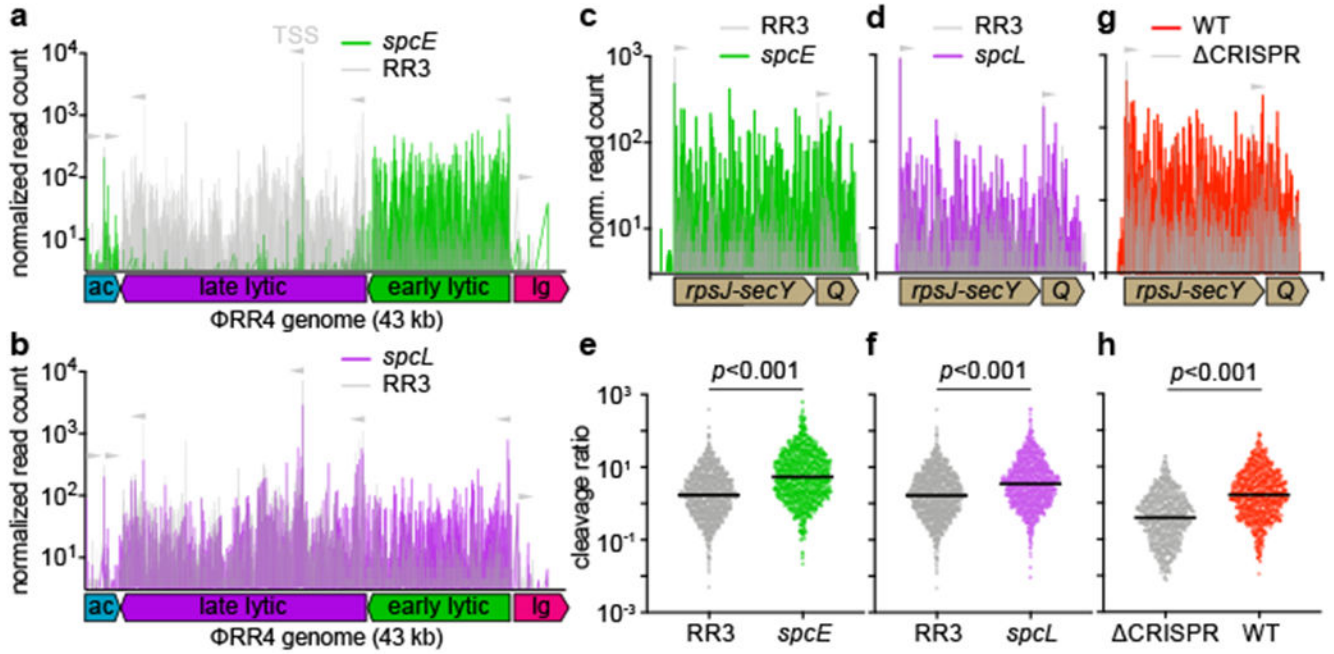 a
TSS
spcE
RR3
normalized read count
10⁴
10³
10²
10¹
ac
late lytic
early lytic
lg
ΦRR4 genome (43 kb)
b
spcL
RR3
normalized read count
10⁴
10³
10²
10¹
ac
late lytic
early lytic
lg
ΦRR4 genome (43 kb)
c
RR3
spcE
norm. read count
10³
10²
10¹
rpsJ-secY
Q
d
RR3
spcL
rpsJ-secY
Q
g
WT
ΔCRISPR
rpsJ-secY
Q
e
p<0.001
cleavage ratio
10³
10¹
10⁻¹
10⁻³
RR3
spcE
f
p<0.001
RR3
spcL
h
p<0.001
ΔCRISPR
WT